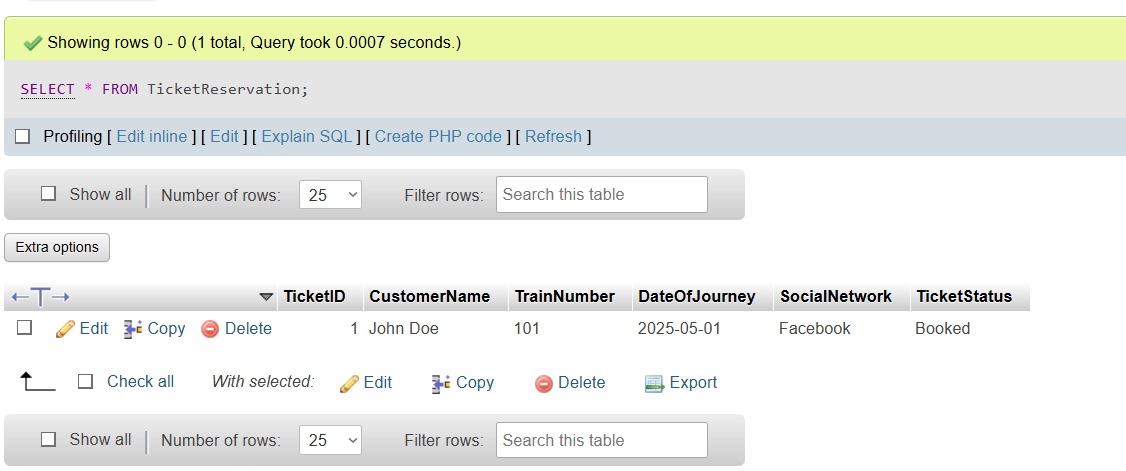 Showing rows 0 - 0 (1 total, Query took 0.0007 seconds.)
SELECT * FROM TicketReservation;
Profiling [ Edit inline ] [ Edit ] [ Explain SQL ] [ Create PHP code ] [ Refresh ]
Show all Number of rows: 25 Filter rows: Search this table
Extra options
TicketID CustomerName TrainNumber DateOfJourney SocialNetwork TicketStatus
Edit Copy Delete 1 John Doe 101 2025-05-01 Facebook Booked
Check all With selected: Edit Copy Delete Export
Show all Number of rows: 25 Filter rows: Search this table